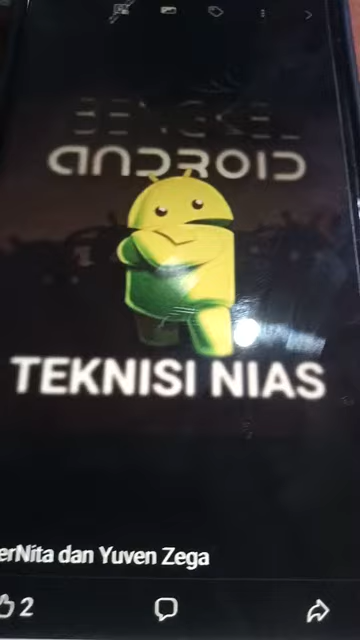 BENGKEL
ANDROID
TEKNISI NIAS
erNita dan Yuven Zega
2